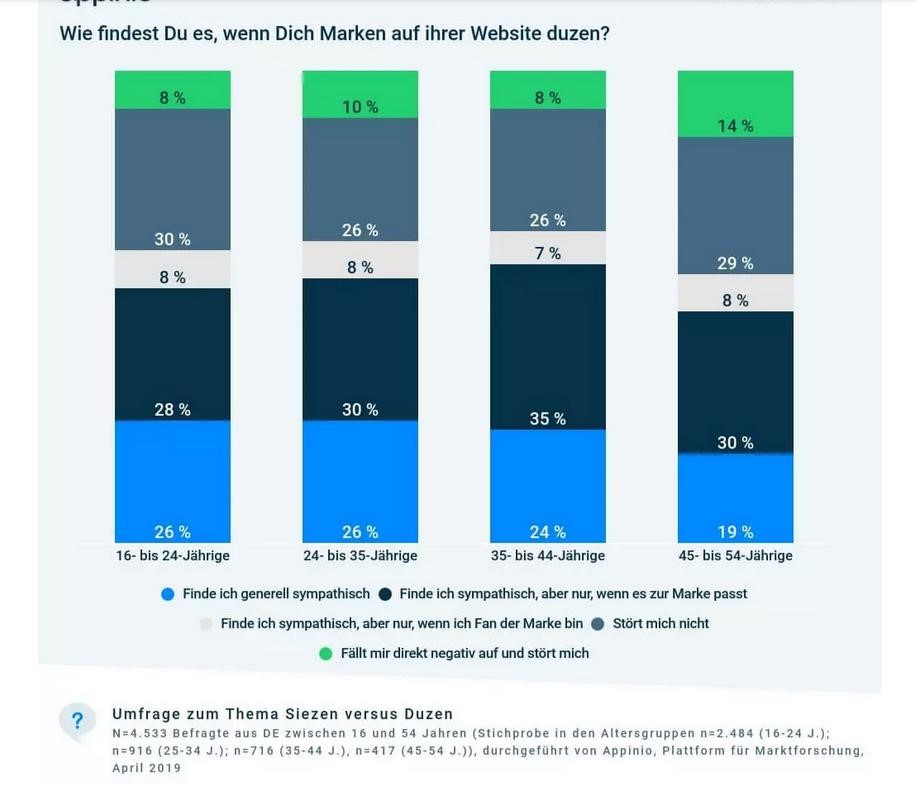 Wie findest Du es, wenn Dich Marken auf ihrer Website duzen?
8 % 10 % 8 % 14 %
30 % 26 % 26 % 29 %
8 % 8 % 7 % 8 %
28 % 30 % 35 % 30 %
26 % 26 % 24 % 19 %
16- bis 24-Jährige 24- bis 35-Jährige 35- bis 44-Jährige 45- bis 54-Jährige
Finde ich generell sympathisch Finde ich sympathisch, aber nur, wenn es zur Marke passt
Finde ich sympathisch, aber nur, wenn ich Fan der Marke bin Stört mich nicht
Fällt mir direkt negativ auf und stört mich
?
Umfrage zum Thema Siezen versus Duzen
N=4.533 Befragte aus DE zwischen 16 und 54 Jahren (Stichprobe in den Altersgruppen n=2.484 (16-24 J.);
n=916 (25-34 J.); n=716 (35-44 J.), n=417 (45-54 J.)), durchgeführt von Appinio, Plattform für Marktforschung,
April 2019